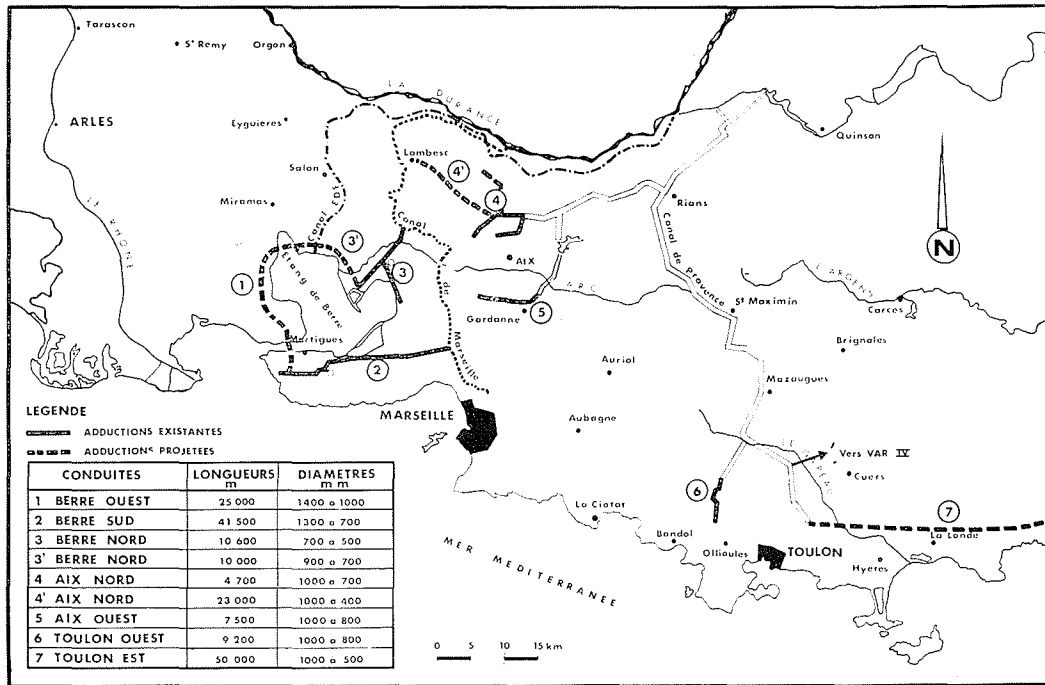 Tarascon
St Remy
Orgon
LA DURANCE
ARLES
Eyguieres
Quinson
Lambesc
4'
Salon
4
Miramas
Rians
Canal EDF
Canal
3'
N
LE RHONE
AIX
Canal de Provence
3
1
Etang de Berre
de
ARC
L'ARGENS
5
St Maximin
Carces
Gardanne
Martigues
Marseille
Brignoles
Auriol
2
Mazaugues
LEGENDE
MARSEILLE
ADDUCTIONS EXISTANTES
Aubagne
ADDUCTIONS PROJETEES
LE GAPEAU
Vers VAR IV
Cuers
CONDUITES LONGUEURS m DIAMETRES m m
1 BERRE OUEST 25 000 1400 a 1000
2 BERRE SUD 41 500 1300 a 700
3 BERRE NORD 10 600 700 a 500
3' BERRE NORD 10 000 900 a 700
4 AIX NORD 4 700 1000 a 700
4' AIX NORD 23 000 1000 a 400
5 AIX OUEST 7 500 1000 a 800
6 TOULON OUEST 9 200 1000 a 800
7 TOULON EST 50 000 1000 a 500
6
La Ciotat
7
Bandol
La Londe
Ollioules
TOULON
Hyeres
MER MEDITERRANEE
0 5 10 15 km